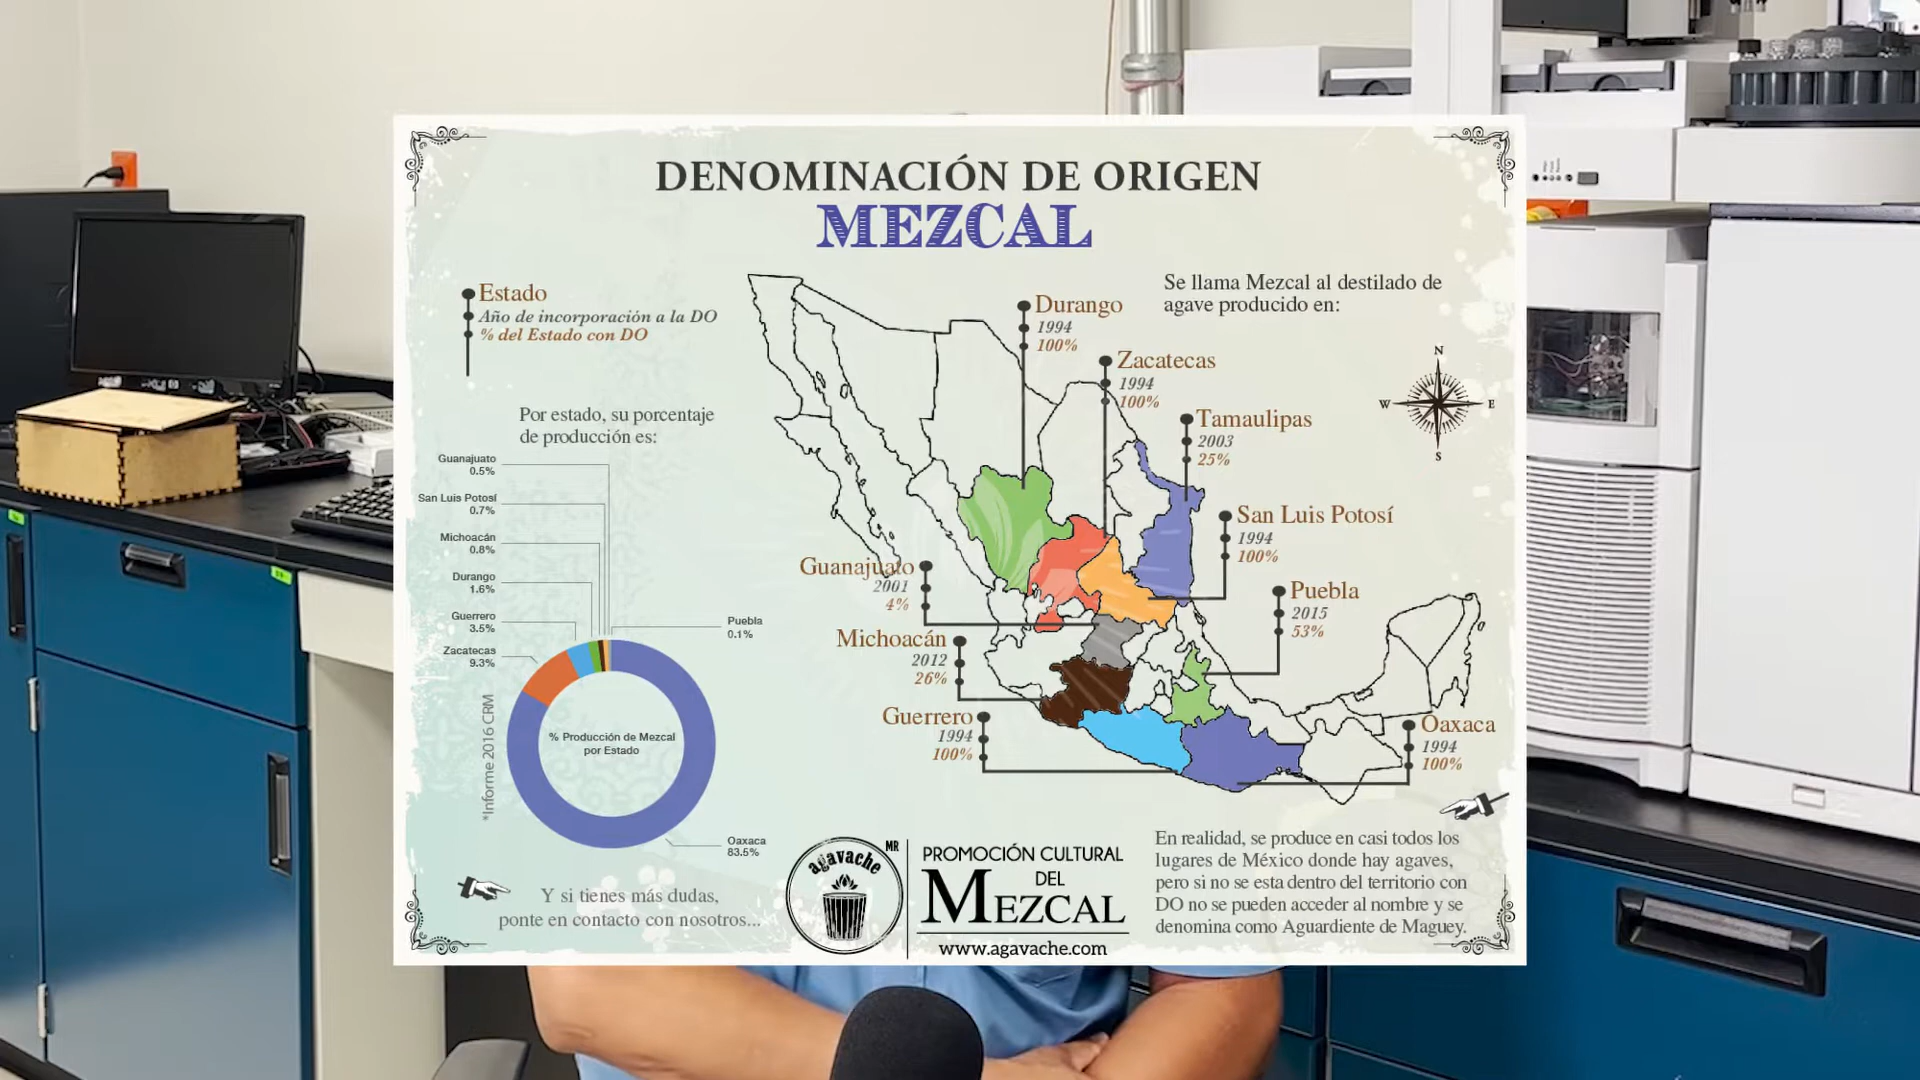 DENOMINACIÓN DE ORIGEN
MEZCAL
Estado
Año de incorporación a la DO
% del Estado con DO
Se llama Mezcal al destilado de
agave producido en:
Durango
1994
100%
Zacatecas
1994
100%
Tamaulipas
2003
25%
San Luis Potosí
1994
100%
Puebla
2015
53%
Oaxaca
1994
100%
Guanajuato
2001
4%
Michoacán
2012
26%
Guerrero
1994
100%
N
W
E
S
Por estado, su porcentaje
de producción es:
Guanajuato
0.5%
San Luis Potosí
0.7%
Michoacán
0.8%
Durango
1.6%
Guerrero
3.5%
Zacatecas
9.3%
Puebla
0.1%
Oaxaca
83.5%
% Producción de Mezcal
por Estado
*Informe 2016 CRM
Y si tienes más dudas,
ponte en contacto con nosotros...
agavache
MR
PROMOCIÓN CULTURAL
DEL
MEZCAL
www.agavache.com
En realidad, se produce en casi todos los
lugares de México donde hay agaves,
pero si no se esta dentro del territorio con
DO no se pueden acceder al nombre y se
denomina como Aguardiente de Maguey.